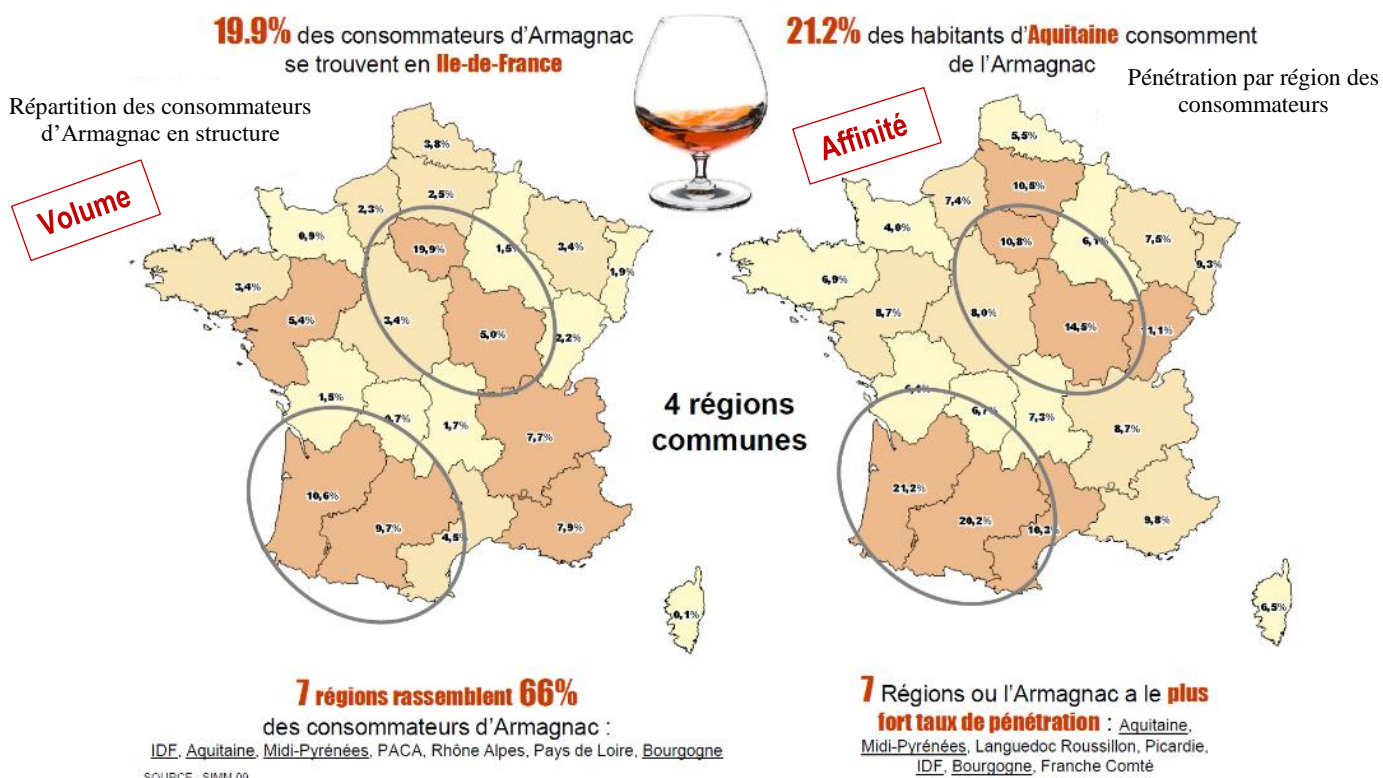 19.9% des consommateurs d'Armagnac
se trouvent en Ile-de-France
21.2% des habitants d'Aquitaine consomment
de l'Armagnac
Répartition des consommateurs
d'Armagnac en structure
Pénétration par région des
consommateurs
Volume
Affinité
3,8%
2,5%
2,3%
0,9%
19,9%
1,5%
3,4%
1,9%
3,4%
5,4%
3,4%
5,0%
2,2%
1,5%
0,7%
1,7%
7,7%
10,6%
9,7%
4,5%
7,9%
0,1%
4 régions
communes
5,5%
10,5%
7,4%
4,0%
10,8%
6,1%
7,5%
9,3%
6,9%
8,7%
8,0%
14,5%
11,1%
6,7%
7,3%
8,7%
21,2%
20,2%
10,3%
9,8%
6,5%
7 régions rassemblent 66%
des consommateurs d'Armagnac :
IDF, Aquitaine, Midi-Pyrénées, PACA, Rhône Alpes, Pays de Loire, Bourgogne
SOURCE : SIMM 09
7 Régions ou l'Armagnac a le plus
fort taux de pénétration : Aquitaine,
Midi-Pyrénées, Languedoc Roussillon, Picardie,
IDF, Bourgogne, Franche Comté